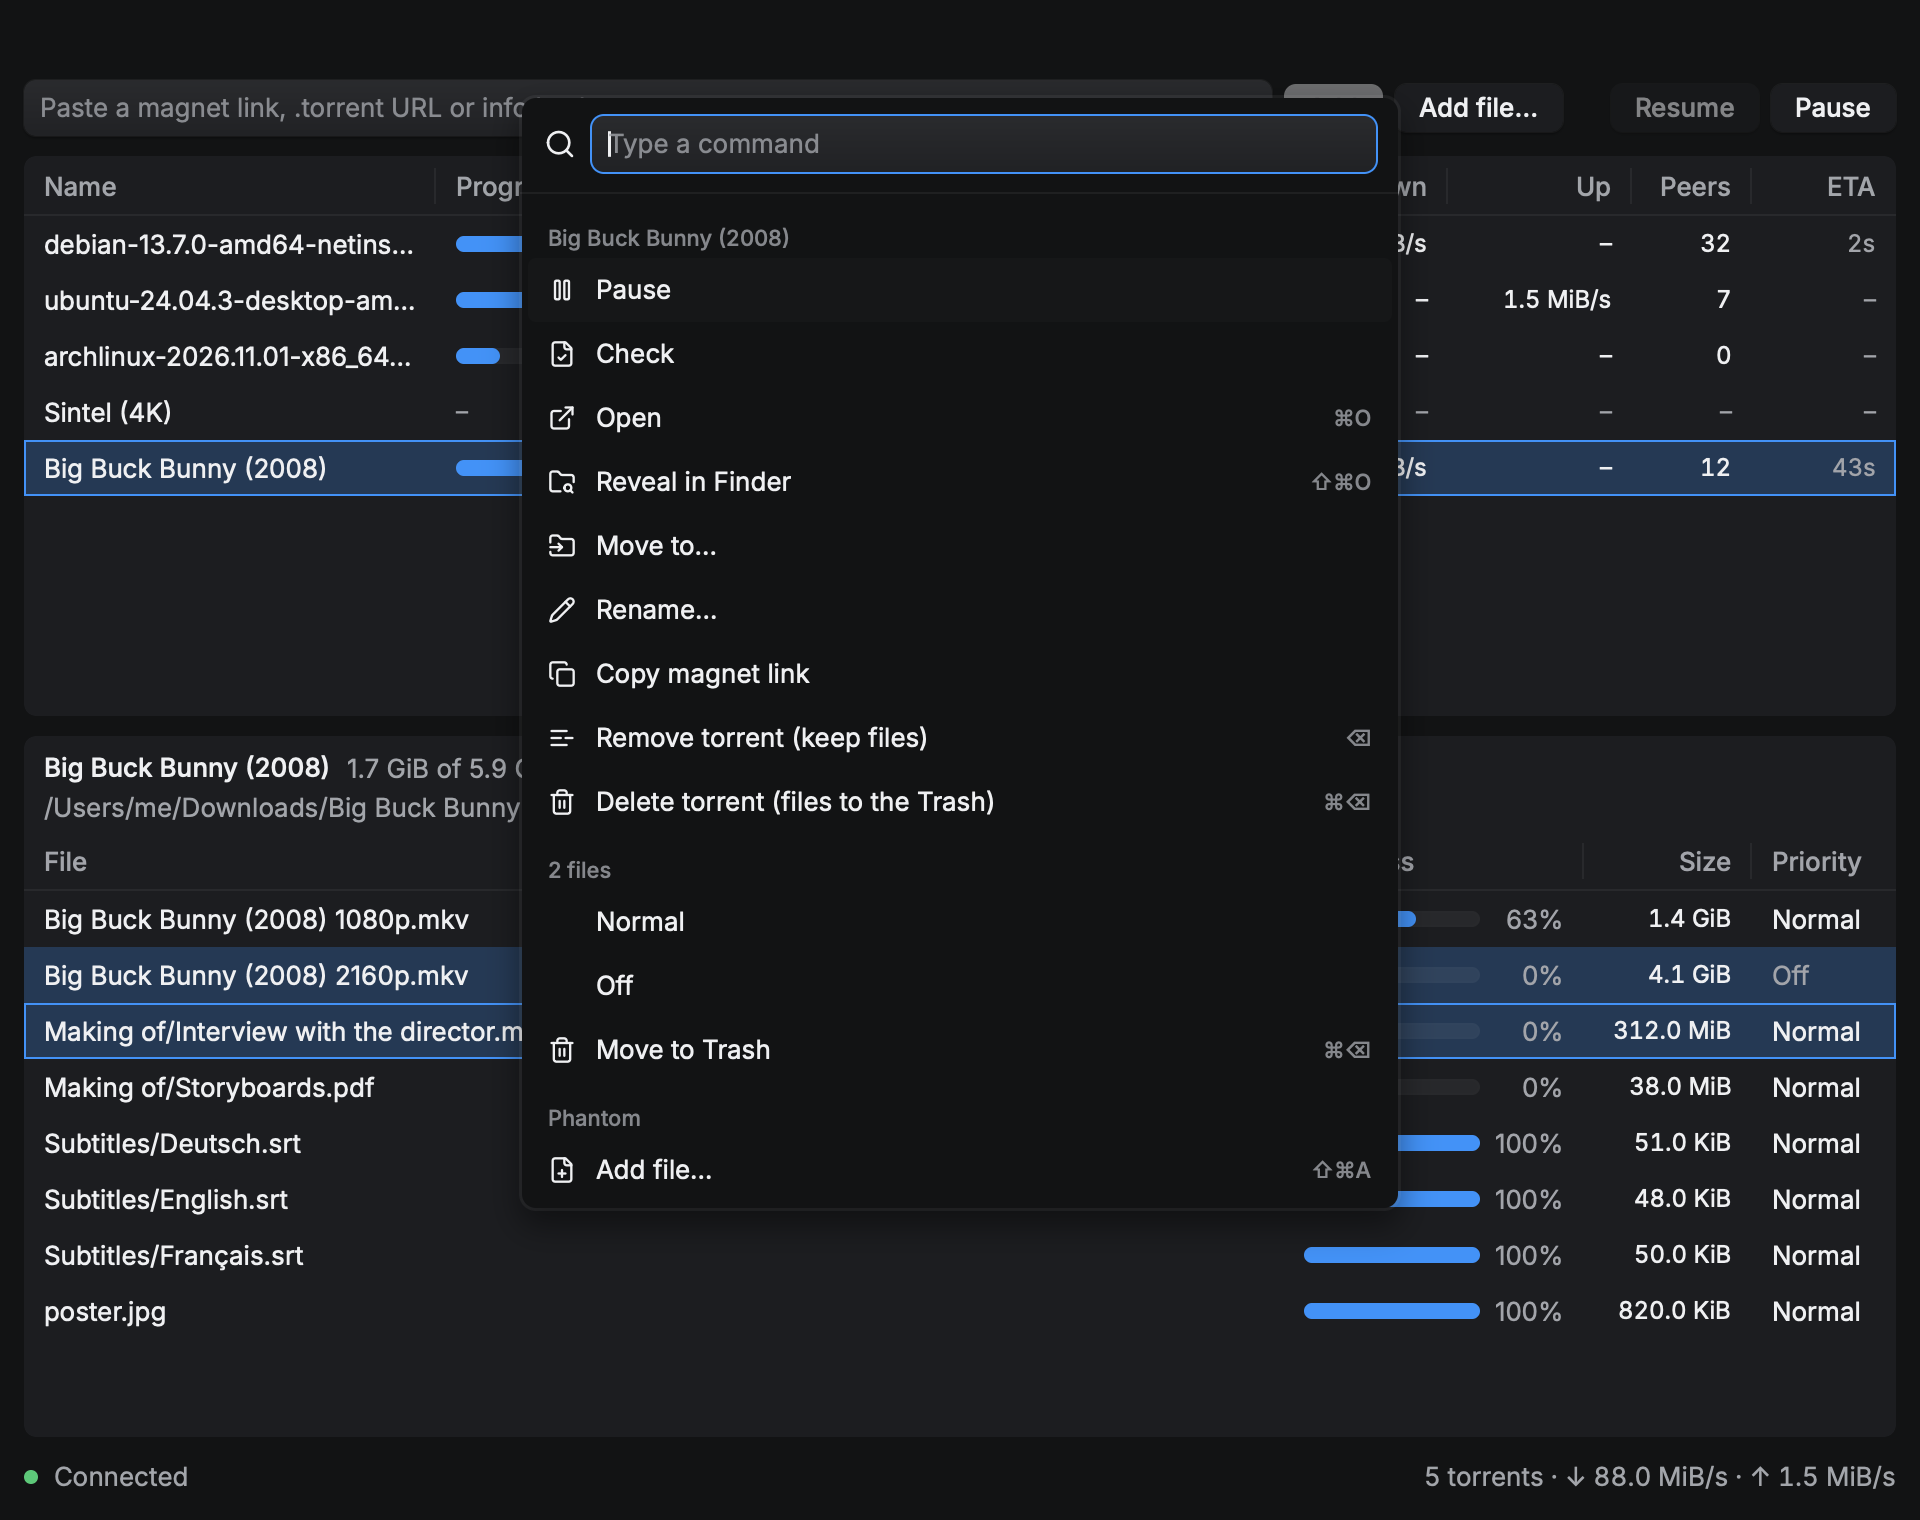 Paste a magnet link, .torrent URL or info
Add file...
Resume
Pause
Type a command
Name
Progr
wn
Up
Peers
ETA
debian-13.7.0-amd64-netins...
B/s
–
32
2s
ubuntu-24.04.3-desktop-am...
–
1.5 MiB/s
7
–
archlinux-2026.11.01-x86_64...
–
–
0
–
Sintel (4K)
–
–
–
–
–
Big Buck Bunny (2008)
B/s
–
12
43s
Big Buck Bunny (2008)
Pause
Check
Open
⌘O
Reveal in Finder
⇧⌘O
Move to...
Rename...
Copy magnet link
Remove torrent (keep files)
⌫
Delete torrent (files to the Trash)
⌘⌫
2 files
Normal
Off
Move to Trash
⌘⌫
Phantom
Add file...
⇧⌘A
Big Buck Bunny (2008) 1.7 GiB of 5.9
/Users/me/Downloads/Big Buck Bunny
File
ss
Size
Priority
Big Buck Bunny (2008) 1080p.mkv
63%
1.4 GiB
Normal
Big Buck Bunny (2008) 2160p.mkv
0%
4.1 GiB
Off
Making of/Interview with the director.m
0%
312.0 MiB
Normal
Making of/Storyboards.pdf
0%
38.0 MiB
Normal
Subtitles/Deutsch.srt
100%
51.0 KiB
Normal
Subtitles/English.srt
100%
48.0 KiB
Normal
Subtitles/Français.srt
100%
50.0 KiB
Normal
poster.jpg
100%
820.0 KiB
Normal
Connected
5 torrents · ↓ 88.0 MiB/s · ↑ 1.5 MiB/s